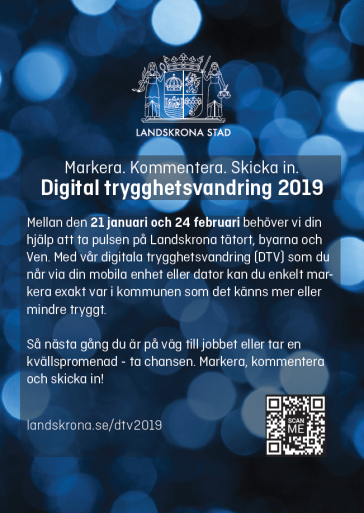 LANDSKRONA STAD
Markera. Kommentera. Skicka in.
Digital trygghetsvandring 2019
Mellan den 21 januari och 24 februari behöver vi din
hjälp att ta pulsen på Landskrona tätort, byarna och
Ven. Med vår digitala trygghetsvandring (DTV) som du
når via din mobila enhet eller dator kan du enkelt mar-
kera exakt var i kommunen som det känns mer eller
mindre tryggt.
Så nästa gång du är på väg till jobbet eller tar en
kvällspromenad - ta chansen. Markera, kommentera
och skicka in!
landskrona.se/dtv2019
SCAN
ME